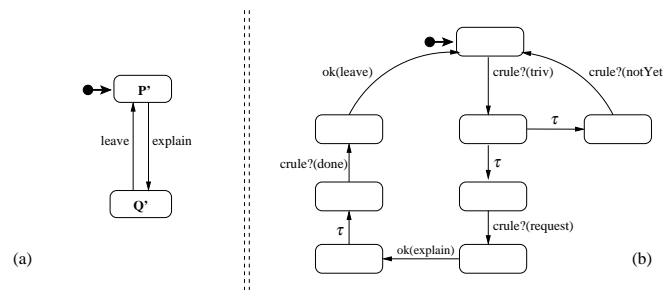 P'
leave
explain
Q'
(a)
ok(leave)
crule?(triv)
crule?(notYet
τ
τ
crule?(done)
crule?(request)
τ
ok(explain)
(b)